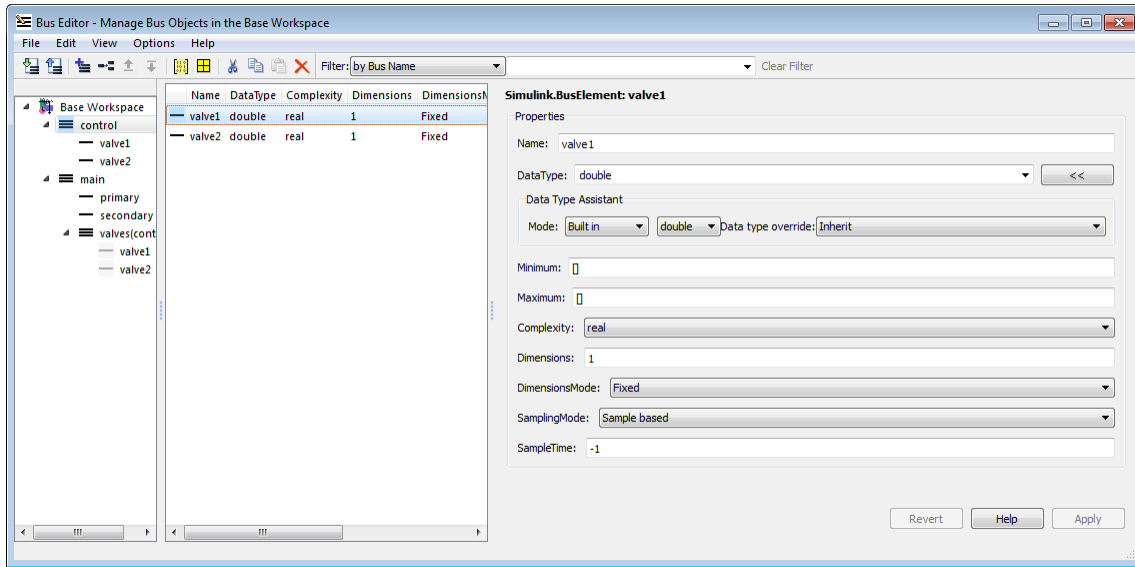 Bus Editor - Manage Bus Objects in the Base Workspace
File Edit View Options Help
Filter: by Bus Name Clear Filter
Base Workspace
control
valve1
valve2
main
primary
secondary
valves(cont
valve1
valve2
Name DataType Complexity Dimensions DimensionsM
valve1 double real 1 Fixed
valve2 double real 1 Fixed
Simulink.BusElement: valve1
Properties
Name: valve1
DataType: double <<
Data Type Assistant
Mode: Built in double Data type override: Inherit
Minimum: []
Maximum: []
Complexity: real
Dimensions: 1
DimensionsMode: Fixed
SamplingMode: Sample based
SampleTime: -1
Revert Help Apply